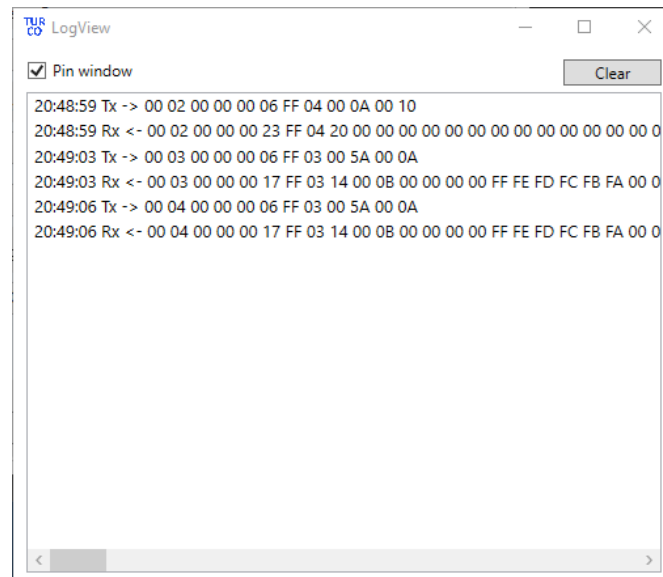 TUR
CO
LogView
Pin window
Clear
20:48:59 Tx -> 00 02 00 00 00 06 FF 04 00 0A 00 10
20:48:59 Rx <- 00 02 00 00 00 23 FF 04 20 00 00 00 00 00 00 00 00 00 00 00 00 00 0
20:49:03 Tx -> 00 03 00 00 00 06 FF 03 00 5A 00 0A
20:49:03 Rx <- 00 03 00 00 00 17 FF 03 14 00 0B 00 00 00 00 FF FE FD FC FB FA 00 0
20:49:06 Tx -> 00 04 00 00 00 06 FF 03 00 5A 00 0A
20:49:06 Rx <- 00 04 00 00 00 17 FF 03 14 00 0B 00 00 00 00 FF FE FD FC FB FA 00 0